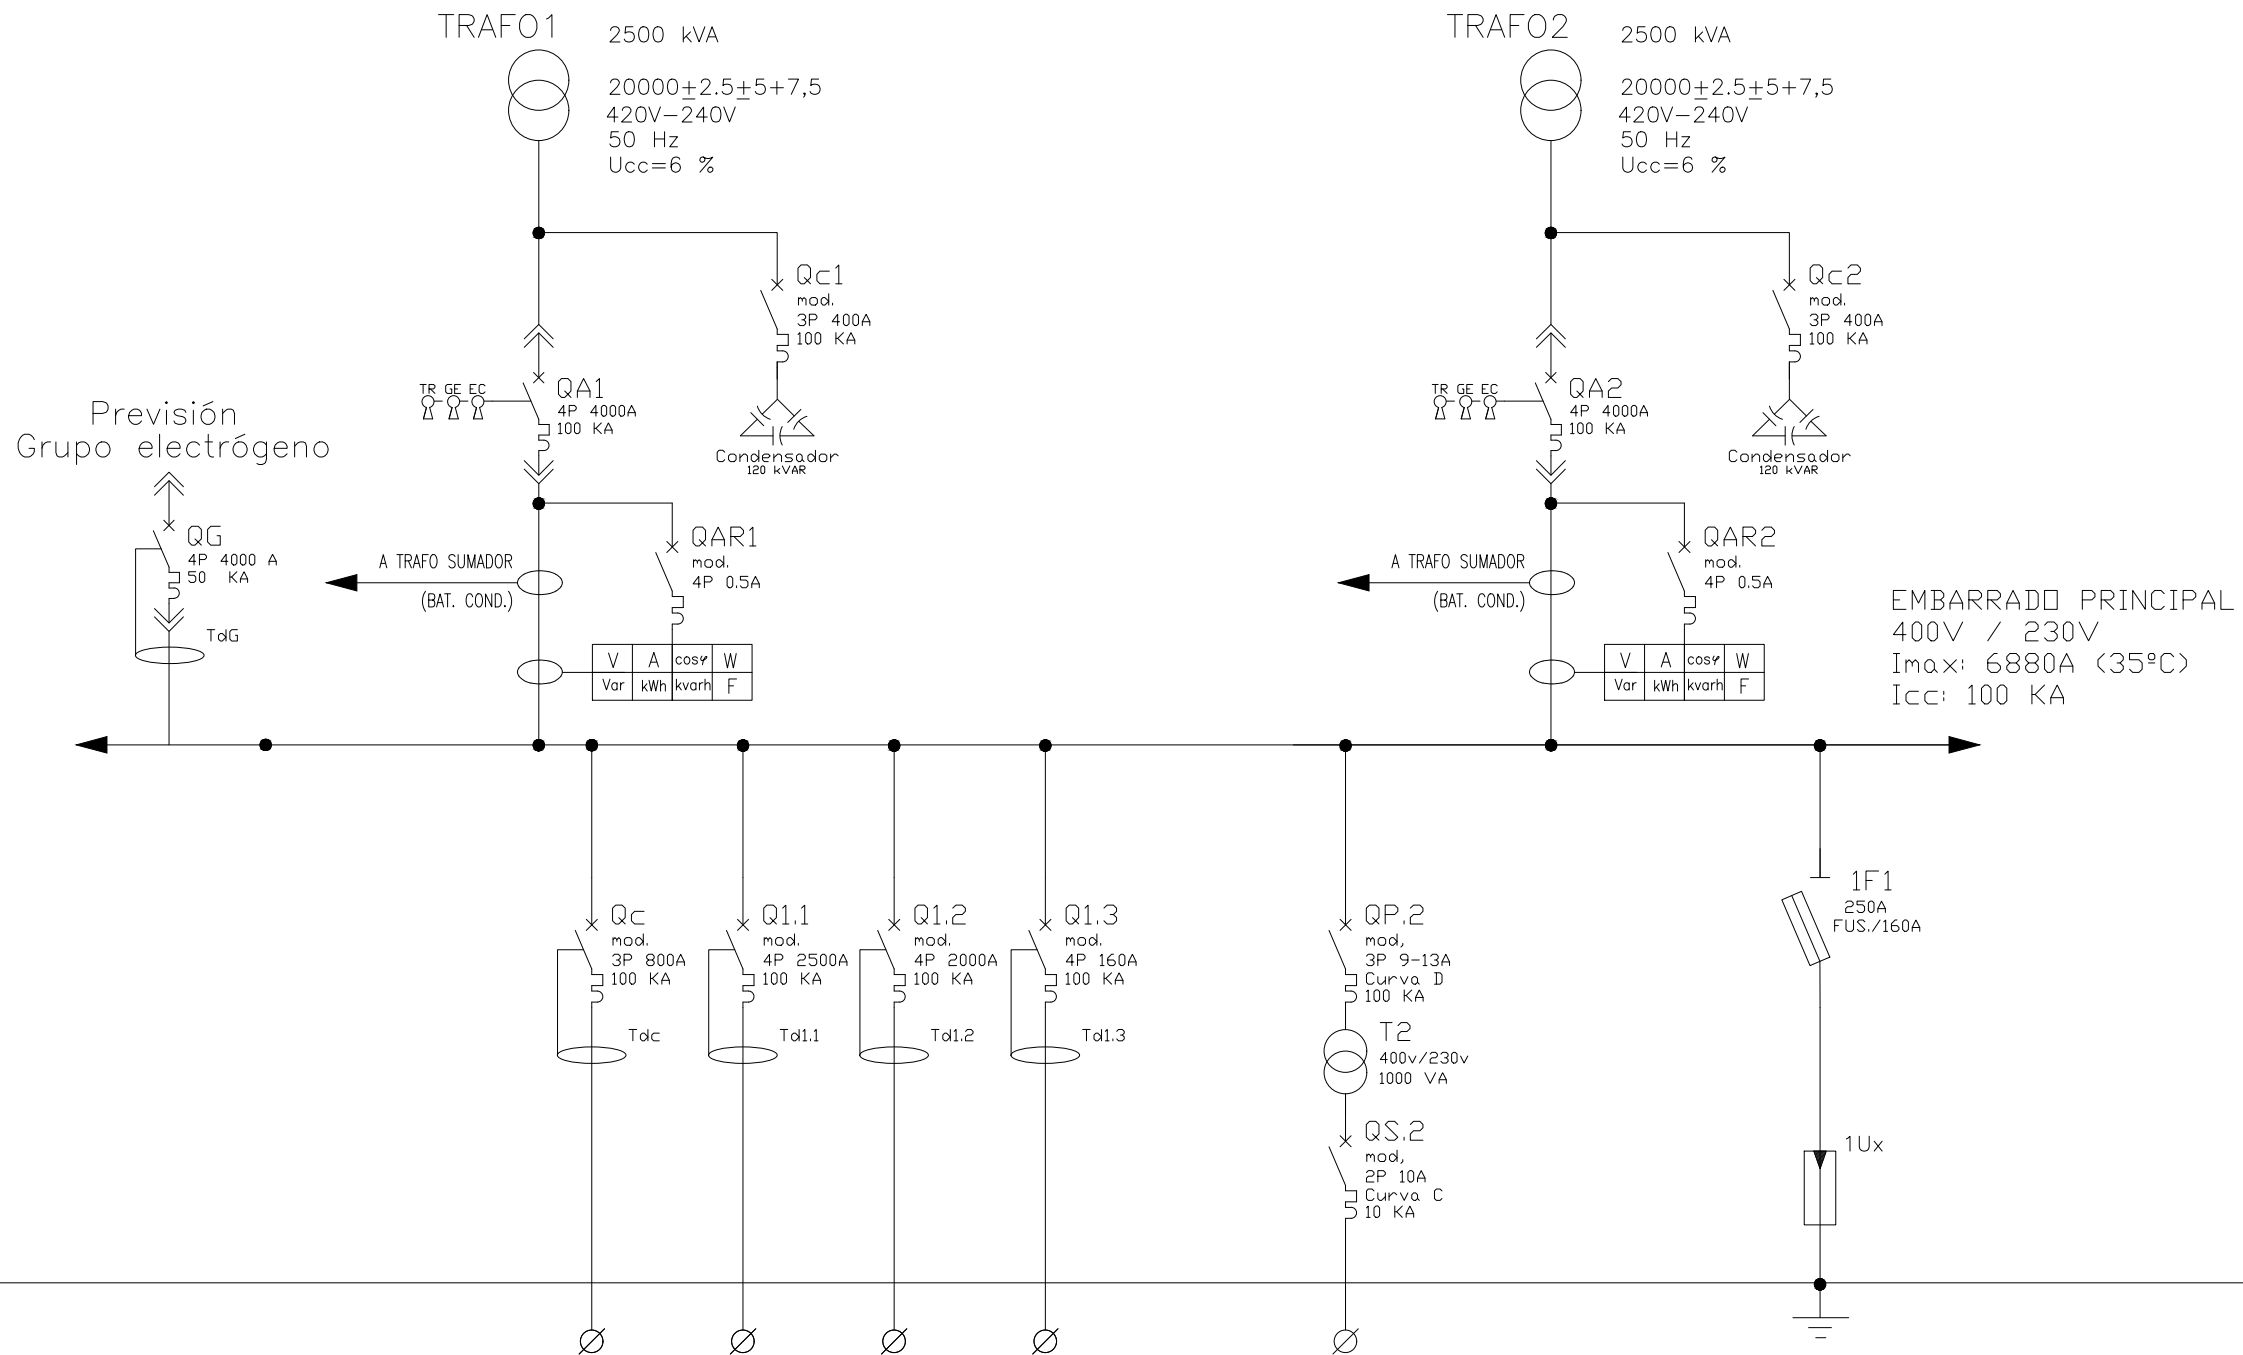 TRAFO1
2500 kVA
20000±2.5±5+7,5
420V-240V
50 Hz
Ucc=6 %
TRAFO2
2500 kVA
20000±2.5±5+7,5
420V-240V
50 Hz
Ucc=6 %
Qc1
mod.
3P 400A
100 KA
Qc2
mod.
3P 400A
100 KA
TR GE EC
QA1
4P 4000A
100 KA
Condensador
120 kVAR
TR GE EC
QA2
4P 4000A
100 KA
Condensador
120 kVAR
Previsión
Grupo electrógeno
QG
4P 4000 A
50 KA
TdG
A TRAFO SUMADOR
(BAT. COND.)
QAR1
mod.
4P 0.5A
V A cosφ W
Var kWh kvarh F
A TRAFO SUMADOR
(BAT. COND.)
QAR2
mod.
4P 0.5A
V A cosφ W
Var kWh kvarh F
EMBARRADO PRINCIPAL
400V / 230V
Imax: 6880A (35ºC)
Icc: 100 KA
Qc
mod.
3P 800A
100 KA
Tdc
Q1.1
mod.
4P 2500A
100 KA
Td1.1
Q1.2
mod.
4P 2000A
100 KA
Td1.2
Q1.3
mod.
4P 160A
100 KA
Td1.3
QP.2
mod,
3P 9-13A
Curva D
100 KA
T2
400v/230v
1000 VA
QS.2
mod,
2P 10A
Curva C
10 KA
1F1
250A
FUS./160A
1Ux